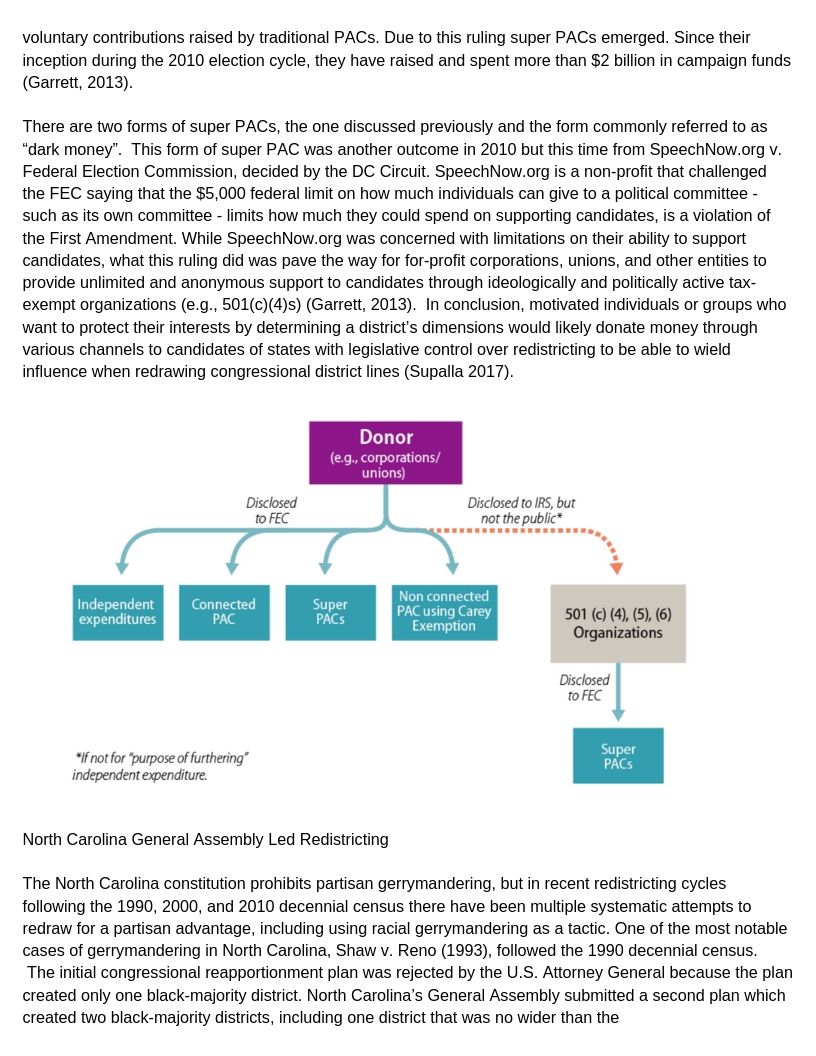 voluntary contributions raised by traditional PACs. Due to this ruling super PACs emerged. Since their
inception during the 2010 election cycle, they have raised and spent more than $2 billion in campaign funds
(Garrett, 2013).
There are two forms of super PACs, the one discussed previously and the form commonly referred to as
“dark money”.  This form of super PAC was another outcome in 2010 but this time from SpeechNow.org v.
Federal Election Commission, decided by the DC Circuit. SpeechNow.org is a non-profit that challenged
the FEC saying that the $5,000 federal limit on how much individuals can give to a political committee -
such as its own committee - limits how much they could spend on supporting candidates, is a violation of
the First Amendment. While SpeechNow.org was concerned with limitations on their ability to support
candidates, what this ruling did was pave the way for for-profit corporations, unions, and other entities to
provide unlimited and anonymous support to candidates through ideologically and politically active tax-
exempt organizations (e.g., 501(c)(4)s) (Garrett, 2013).  In conclusion, motivated individuals or groups who
want to protect their interests by determining a district’s dimensions would likely donate money through
various channels to candidates of states with legislative control over redistricting to be able to wield
influence when redrawing congressional district lines (Supalla 2017).
Donor
(e.g., corporations/
unions)
Disclosed
to FEC
Disclosed to IRS, but
not the public*
Independent
expenditures
Connected
PAC
Super
PACs
Non connected
PAC using Carey
Exemption
501 (c) (4), (5), (6)
Organizations
Disclosed
to FEC
Super
PACs
*If not for “purpose of furthering”
independent expenditure.
North Carolina General Assembly Led Redistricting
The North Carolina constitution prohibits partisan gerrymandering, but in recent redistricting cycles
following the 1990, 2000, and 2010 decennial census there have been multiple systematic attempts to
redraw for a partisan advantage, including using racial gerrymandering as a tactic. One of the most notable
cases of gerrymandering in North Carolina, Shaw v. Reno (1993), followed the 1990 decennial census.
The initial congressional reapportionment plan was rejected by the U.S. Attorney General because the plan
created only one black-majority district. North Carolina’s General Assembly submitted a second plan which
created two black-majority districts, including one district that was no wider than the